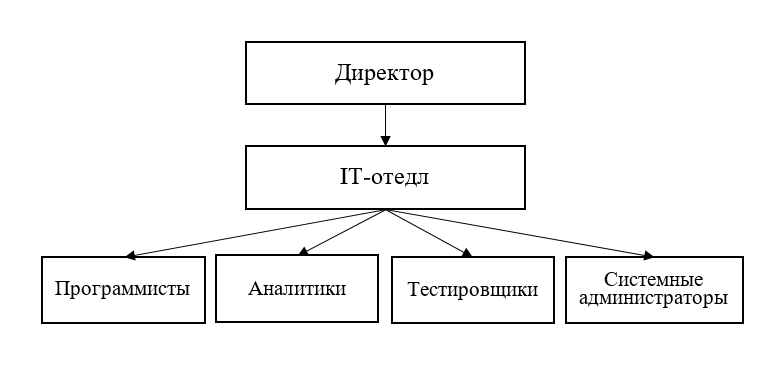 Директор
IT-отедл
Программисты
Аналитики
Тестировщики
Системные
администраторы